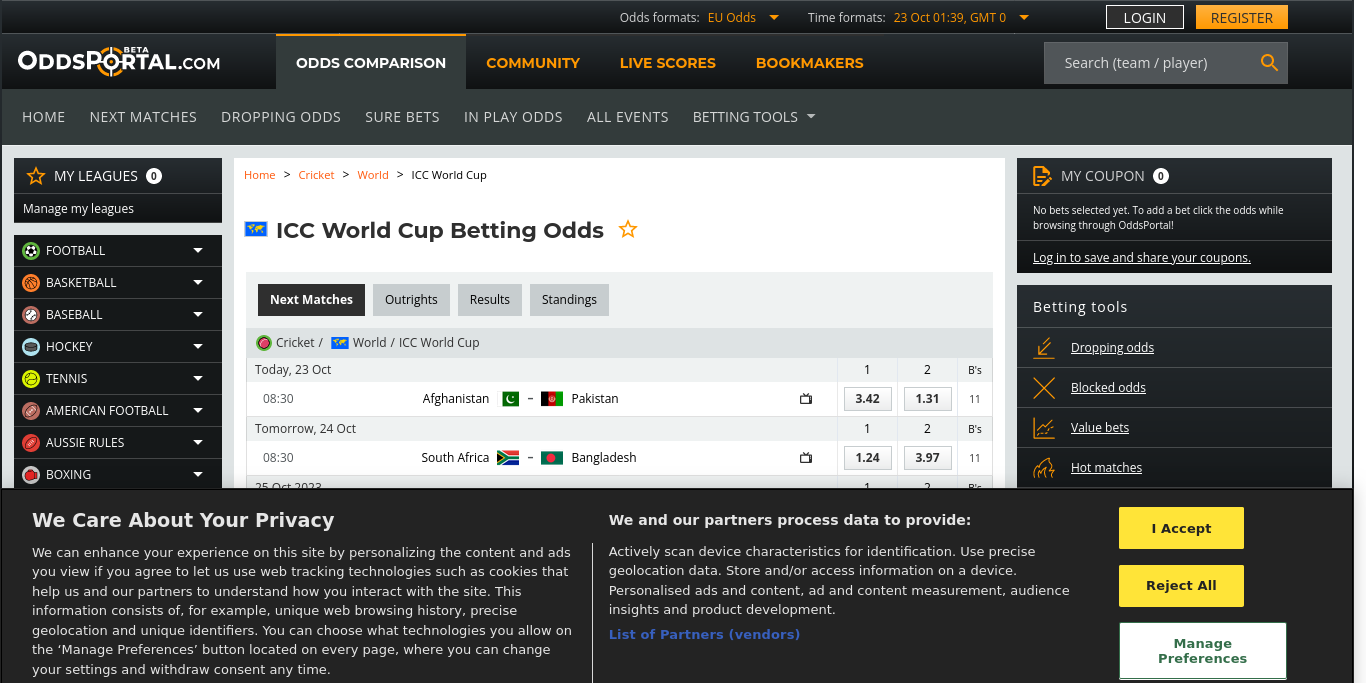 Odds formats: EU Odds Time formats: 23 Oct 01:39, GMT 0 LOGIN REGISTER
ODDSPORTAL.COM BETA
ODDS COMPARISON COMMUNITY LIVE SCORES BOOKMAKERS Search (team / player)
HOME NEXT MATCHES DROPPING ODDS SURE BETS IN PLAY ODDS ALL EVENTS BETTING TOOLS
MY LEAGUES 0
Manage my leagues
FOOTBALL
BASKETBALL
BASEBALL
HOCKEY
TENNIS
AMERICAN FOOTBALL
AUSSIE RULES
BOXING
Home > Cricket > World > ICC World Cup
ICC World Cup Betting Odds
Next Matches Outrights Results Standings
Cricket / World / ICC World Cup
Today, 23 Oct 1 2 B's
08:30 Afghanistan – Pakistan 3.42 1.31 11
Tomorrow, 24 Oct 1 2 B's
08:30 South Africa – Bangladesh 1.24 3.97 11
25 Oct 2023 1 2 B's
MY COUPON 0
No bets selected yet. To add a bet click the odds while
browsing through OddsPortal!
Log in to save and share your coupons.
Betting tools
Dropping odds
Blocked odds
Value bets
Hot matches
We Care About Your Privacy
We can enhance your experience on this site by personalizing the content and ads
you view if you agree to let us use web tracking technologies such as cookies that
help us and our partners to understand how you interact with the site. This
information consists of, for example, unique web browsing history, precise
geolocation and unique identifiers. You can choose what technologies you allow on
the ‘Manage Preferences’ button located on every page, where you can change
your settings and withdraw consent any time.
We and our partners process data to provide:
Actively scan device characteristics for identification. Use precise
geolocation data. Store and/or access information on a device.
Personalised ads and content, ad and content measurement, audience
insights and product development.
List of Partners (vendors)
I Accept
Reject All
Manage
Preferences